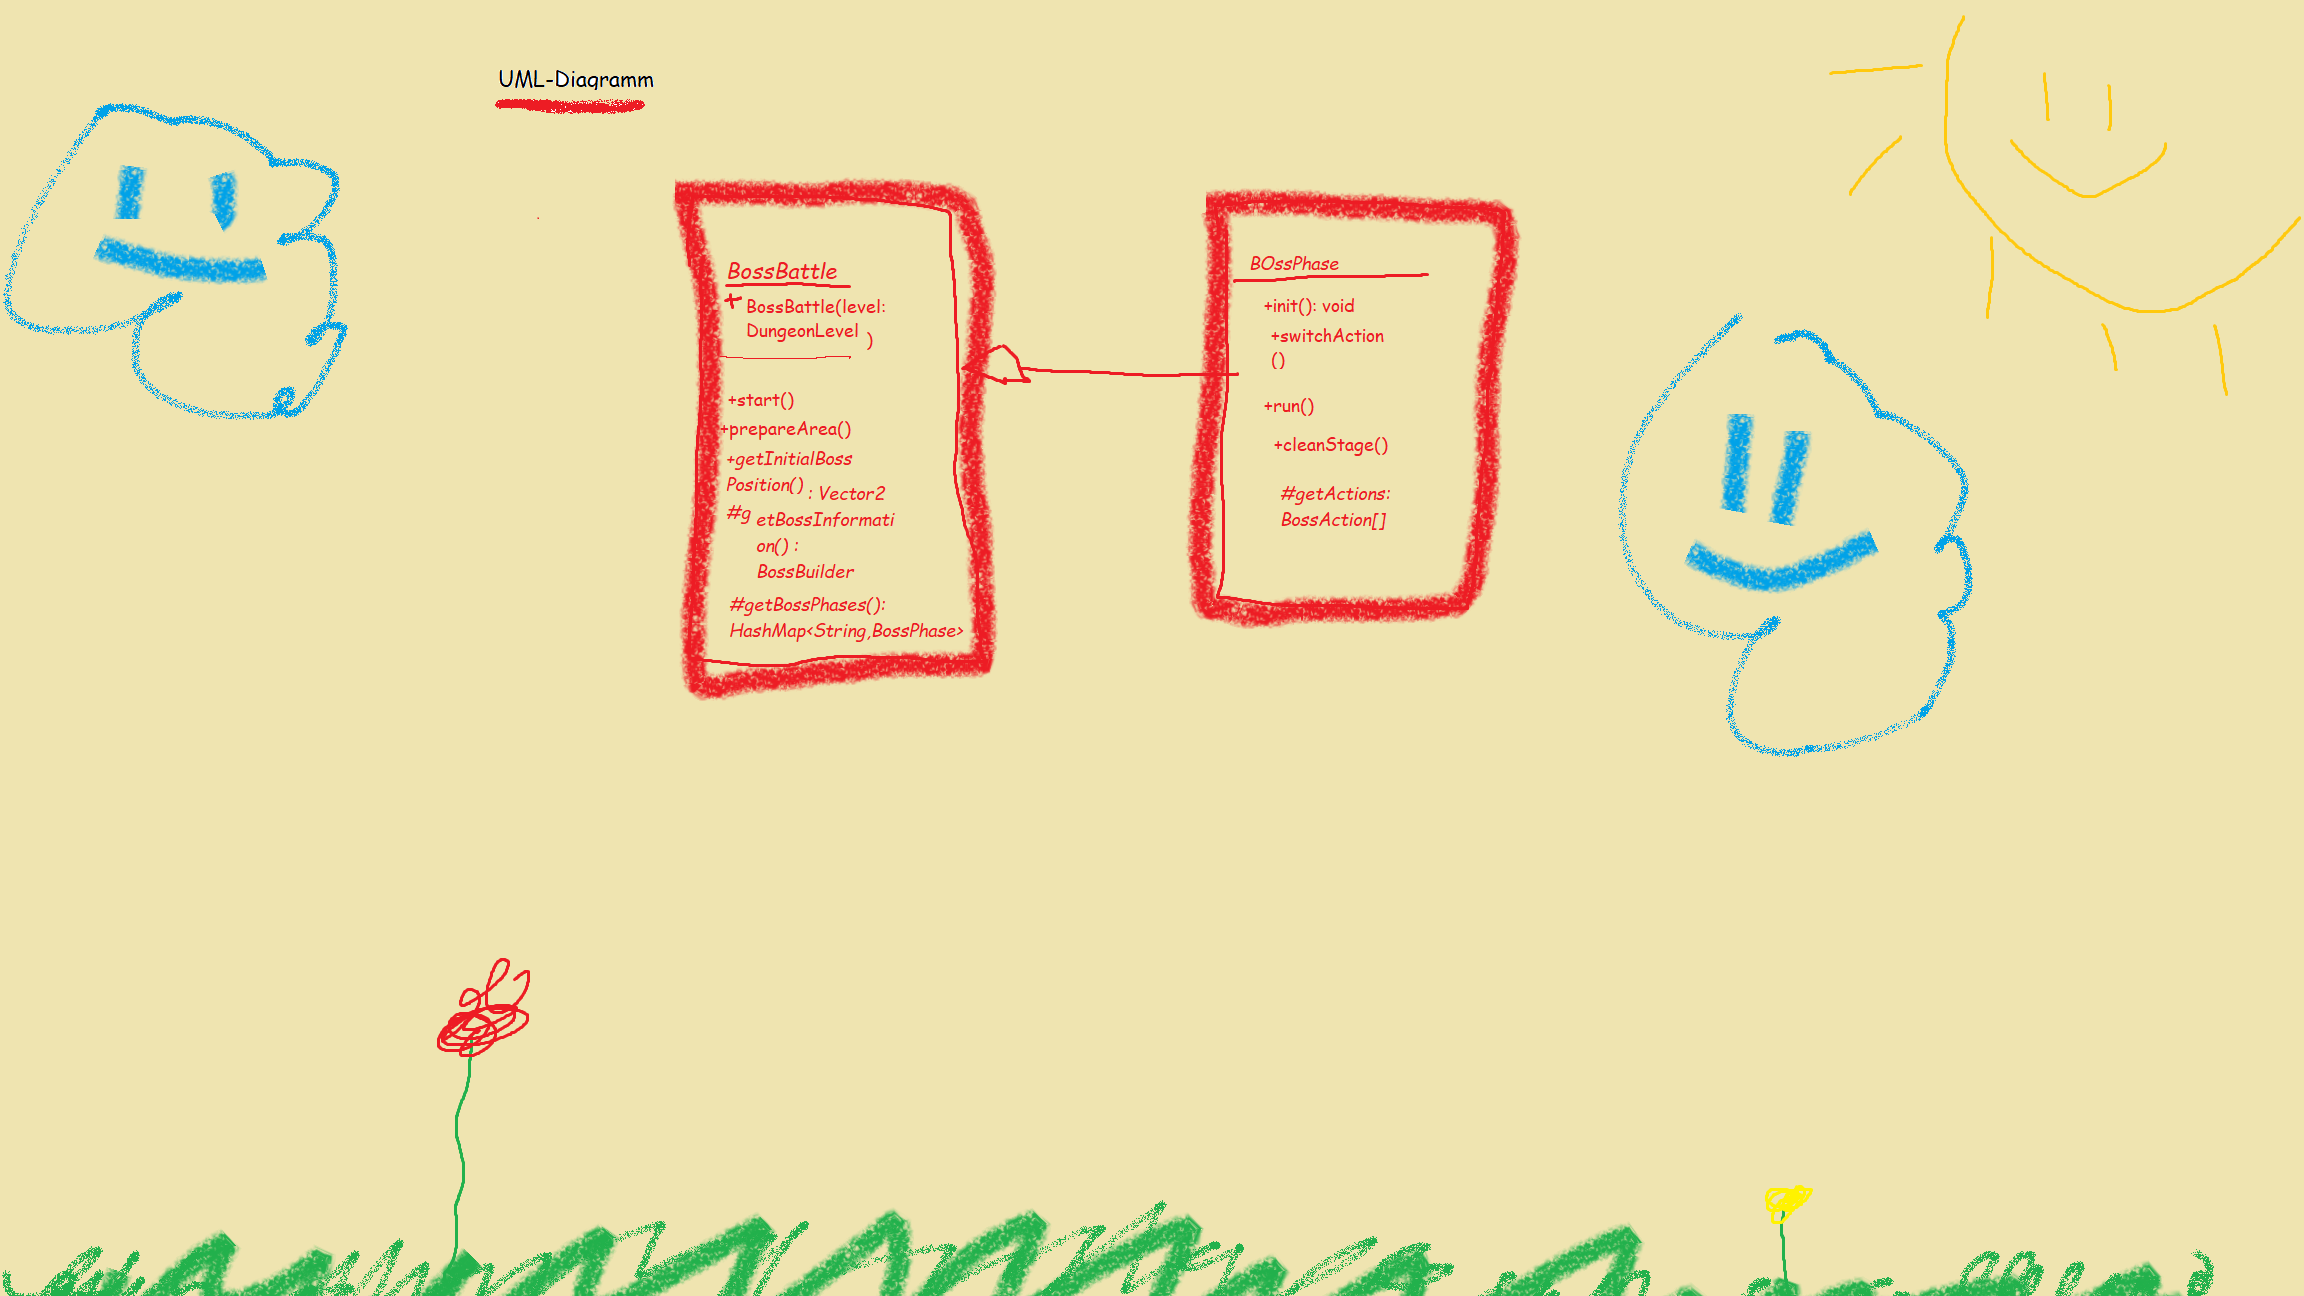 UML-Diagramm
BossBattle
+ BossBattle(level:
DungeonLevel )
+start()
+prepareArea()
+getInitialBoss
Position() : Vector2
#g etBossInformati
on() :
BossBuilder
#getBossPhases():
HashMap<String,BossPhase>
BOssPhase
+init(): void
+switchAction
()
+run()
+cleanStage()
#getActions:
BossAction[]